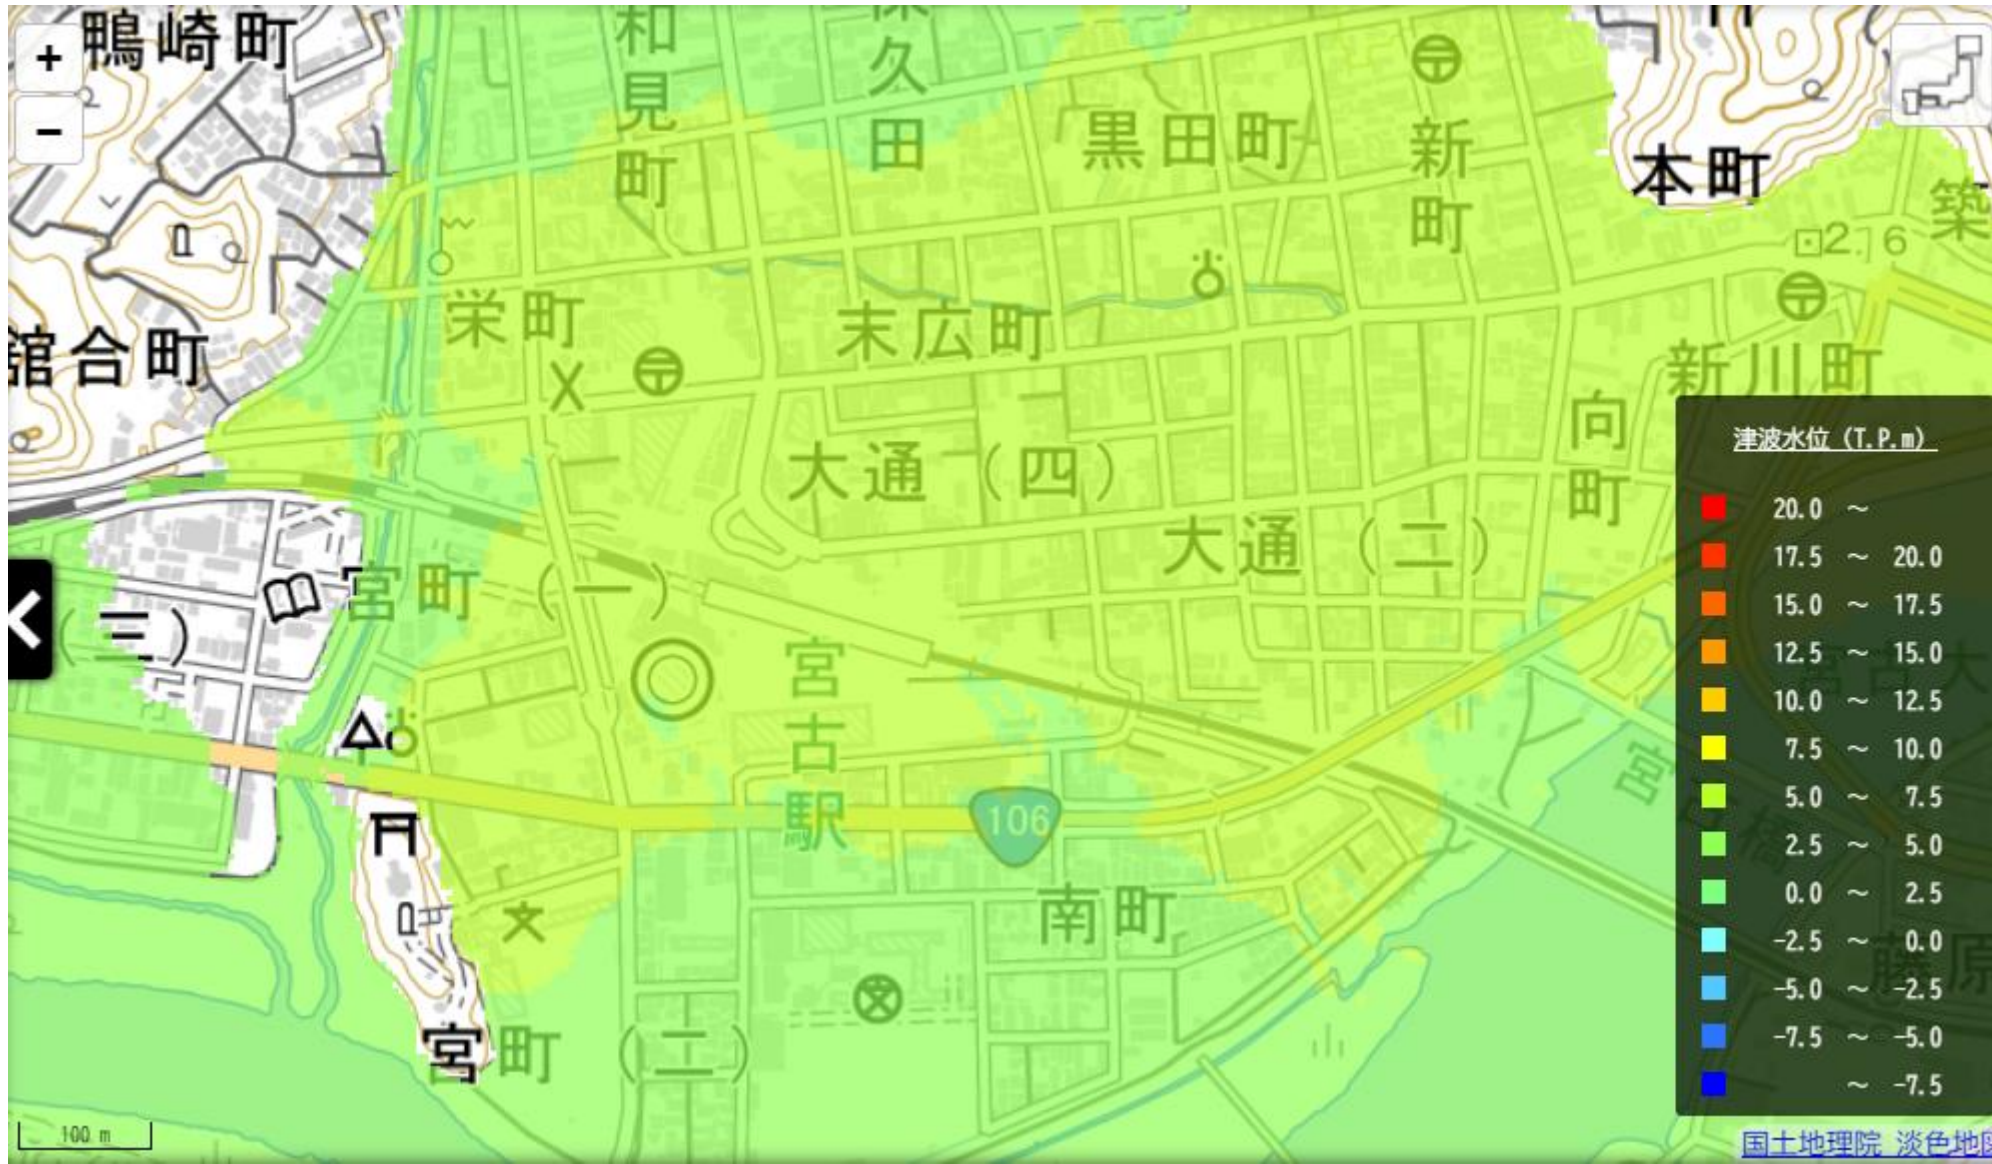 鴨崎町
+
−
和見町
保久田
黒田町
新町
本町
2.6
築
栄町
末広町
舘合町
新川町
向町
大通(四)
大通(二)
宮町(一)
(三)
宮古駅
106
南町
宮町(二)
津波水位 (T.P.m)
20.0 ～
17.5 ～ 20.0
15.0 ～ 17.5
12.5 ～ 15.0
10.0 ～ 12.5
7.5 ～ 10.0
5.0 ～ 7.5
2.5 ～ 5.0
0.0 ～ 2.5
-2.5 ～ 0.0
-5.0 ～ -2.5
-7.5 ～ -5.0
～ -7.5
藤原
100 m
国土地理院 淡色地図